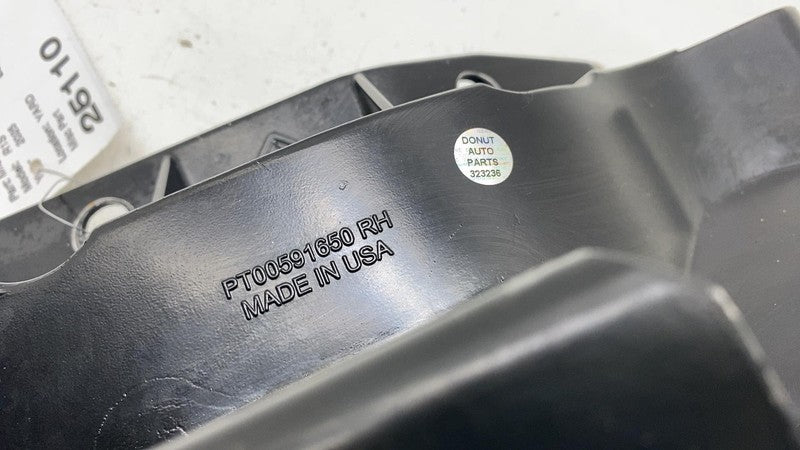 25110
DONUT
AUTO
PARTS
323236
PT00591650 RH
MADE IN USA